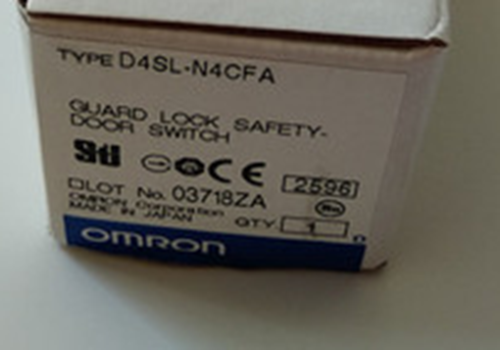 TYPE D4SL-N4CFA
GUARD LOCK SAFETY-
DOOR SWITCH
CE 2596
LOT No. 03718ZA
OMRON Corporation
MADE IN JAPAN QTY. 1
OMRON